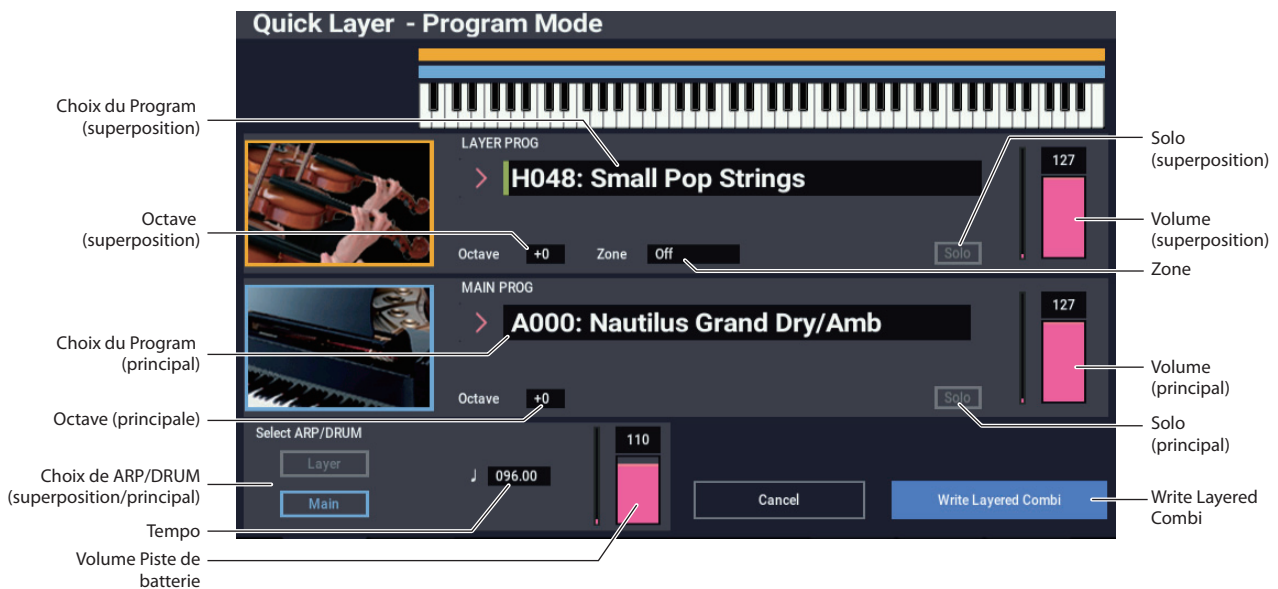 Quick Layer - Program Mode
Choix du Program
(superposition)
LAYER PROG
H048: Small Pop Strings
127
Solo
(superposition)
Octave
(superposition)
Octave
+0
Zone
Off
Solo
Volume
(superposition)
Zone
MAIN PROG
A000: Nautilus Grand Dry/Amb
127
Choix du Program
(principal)
Volume
(principal)
Octave (principale)
Octave
+0
Solo
Solo
(principal)
Select ARP/DRUM
Layer
Main
Choix de ARP/DRUM
(superposition/principal)
♩ 096.00
110
Cancel
Write Layered Combi
Write Layered
Combi
Tempo
Volume Piste de
batterie